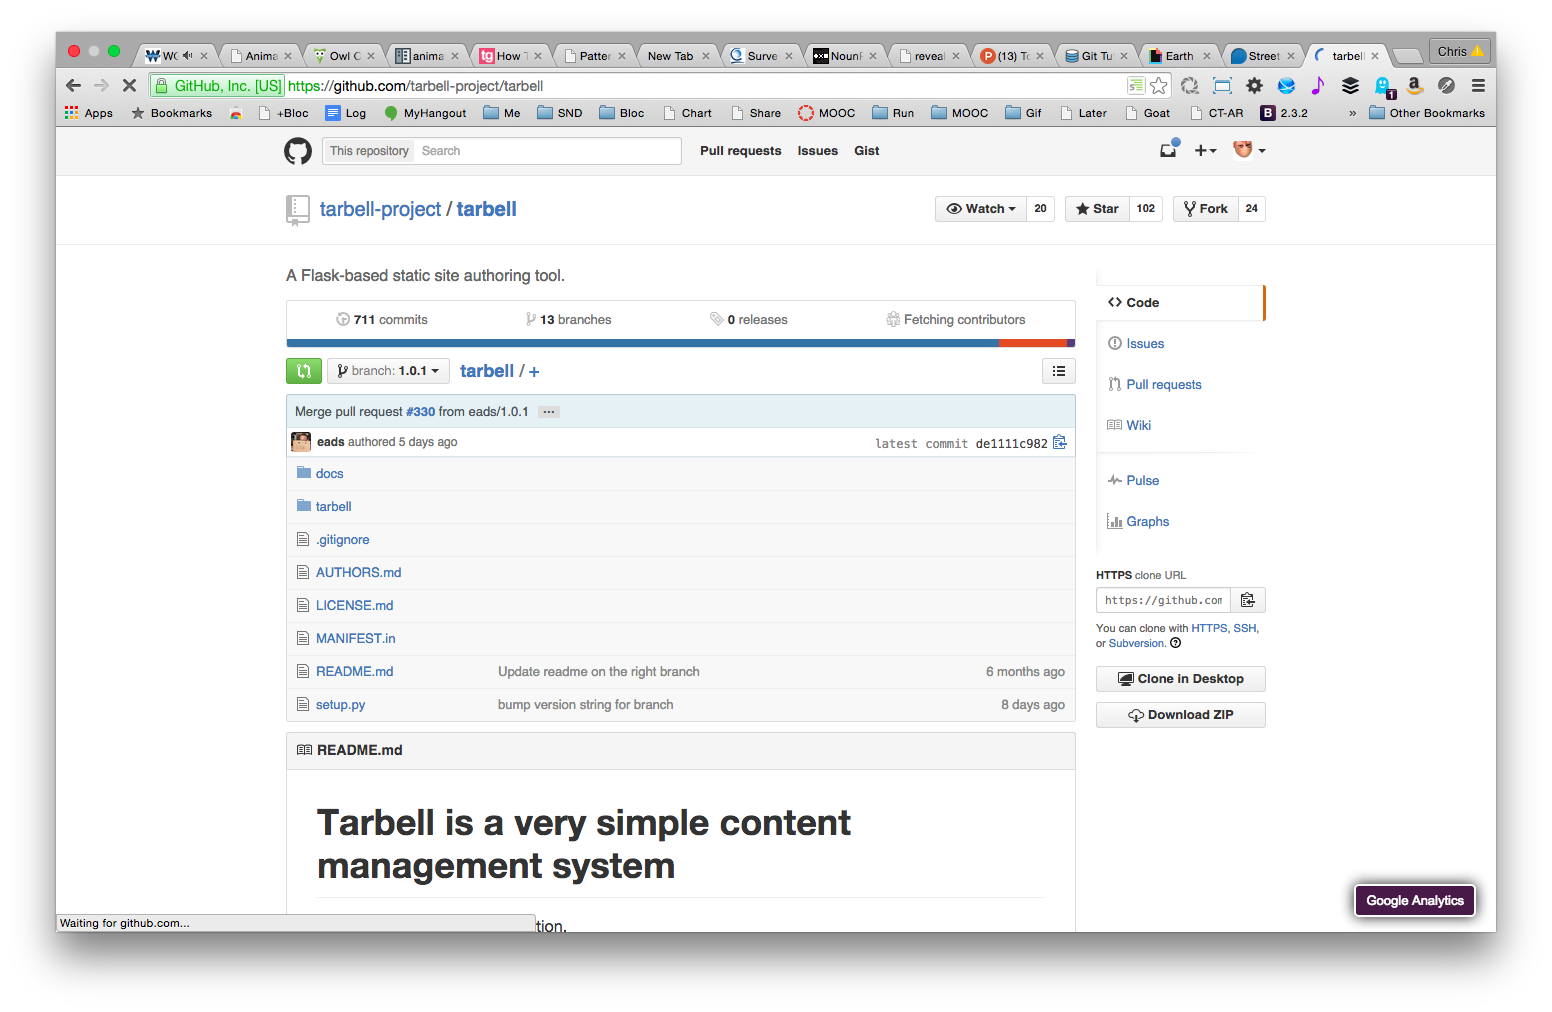 WC Anima Owl C anima tg How T Patter New Tab Surve NounP reveal P (13) To Git Tu Earth Street tarbell Chris
GitHub, Inc. [US] https://github.com/tarbell-project/tarbell
Apps Bookmarks +Bloc Log MyHangout Me SND Bloc Chart Share MOOC Run MOOC Gif Later Goat CT-AR B 2.3.2 » Other Bookmarks
This repository Search Pull requests Issues Gist
tarbell-project / tarbell
Watch 20 Star 102 Fork 24
A Flask-based static site authoring tool.
711 commits 13 branches 0 releases Fetching contributors
branch: 1.0.1 tarbell / +
Merge pull request #330 from eads/1.0.1 ...
eads authored 5 days ago latest commit de1111c982
docs
tarbell
.gitignore
AUTHORS.md
LICENSE.md
MANIFEST.in
README.md Update readme on the right branch 6 months ago
setup.py bump version string for branch 8 days ago
README.md
Tarbell is a very simple content
management system
tion.
Code
Issues
Pull requests
Wiki
Pulse
Graphs
HTTPS clone URL
https://github.com
You can clone with HTTPS, SSH,
or Subversion.
Clone in Desktop
Download ZIP
Google Analytics
Waiting for github.com...